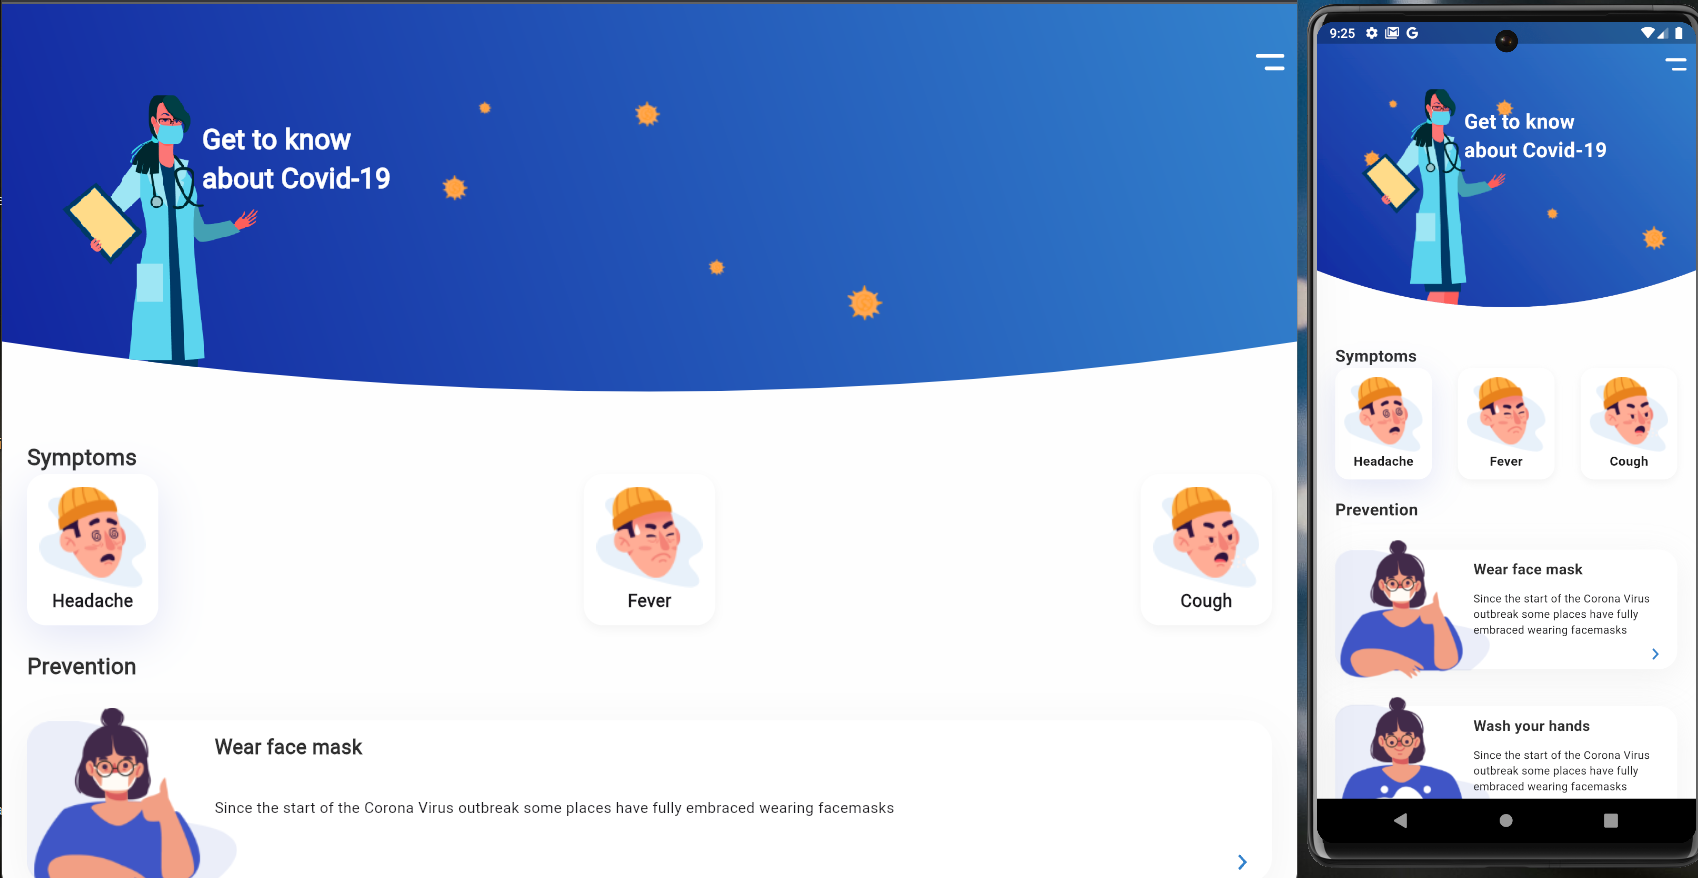 Get to know
about Covid-19
Symptoms
Headache
Fever
Cough
Prevention
Wear face mask
Since the start of the Corona Virus outbreak some places have fully embraced wearing facemasks
9:25
Get to know
about Covid-19
Symptoms
Headache
Fever
Cough
Prevention
Wear face mask
Since the start of the Corona Virus
outbreak some places have fully
embraced wearing facemasks
Wash your hands
Since the start of the Corona Virus
outbreak some places have fully
embraced wearing facemasks